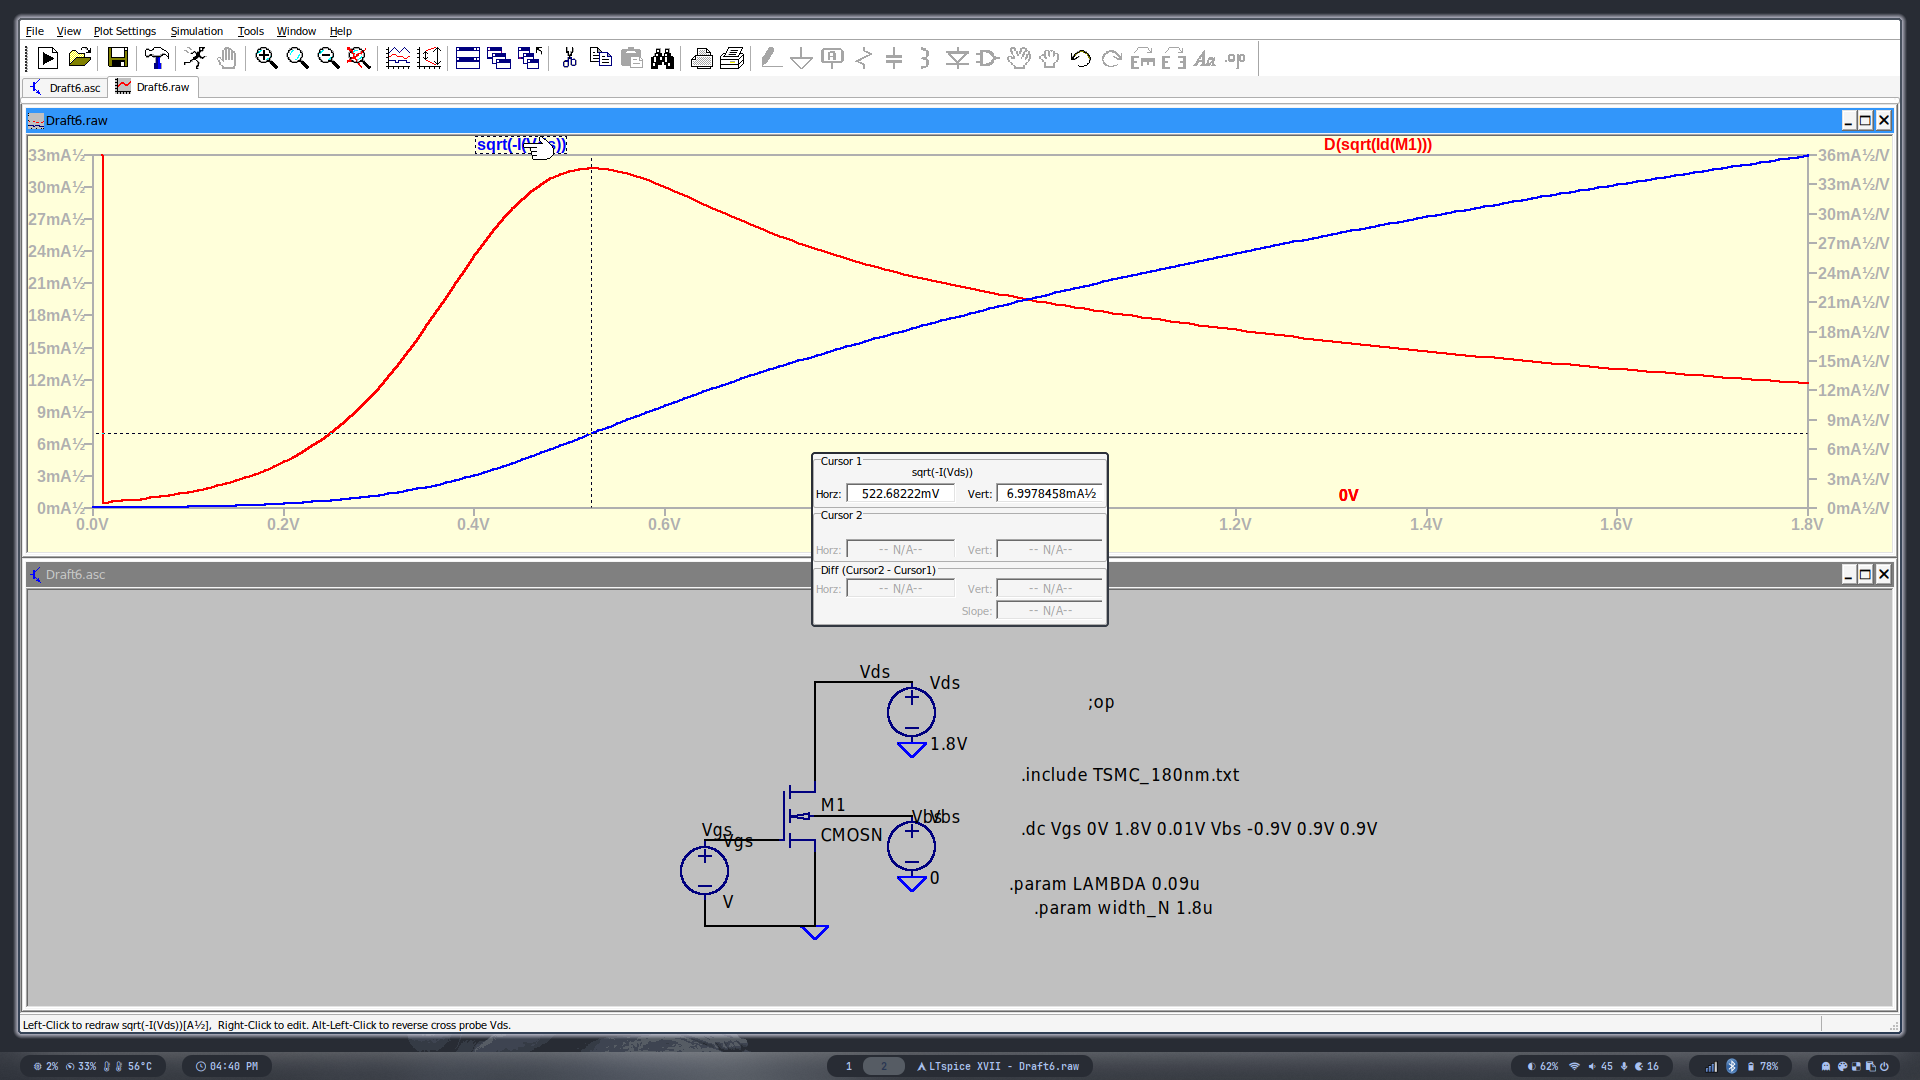 File View Plot Settings Simulation Tools Window Help
Draft6.asc Draft6.raw
Draft6.raw
sqrt(-I(Vds)) D(sqrt(Id(M1)))
33mA½ 36mA½/V
30mA½ 33mA½/V
27mA½ 30mA½/V
24mA½ 27mA½/V
21mA½ 24mA½/V
18mA½ 21mA½/V
15mA½ 18mA½/V
12mA½ 15mA½/V
9mA½ 12mA½/V
6mA½ 9mA½/V
3mA½ 6mA½/V
0mA½ 3mA½/V
0mA½/V
0V
0.0V 0.2V 0.4V 0.6V 1.2V 1.4V 1.6V 1.8V
Cursor 1
sqrt(-I(Vds))
Horz: 522.68222mV Vert: 6.9978458mA½
Cursor 2
Horz: -- N/A-- Vert: -- N/A--
Diff (Cursor2 - Cursor1)
Horz: -- N/A-- Vert: -- N/A--
Slope: -- N/A--
Draft6.asc
Vds
Vds
1.8V
;op
.include TSMC_180nm.txt
M1
CMOSN
Vbs
Vbs
0
Vgs
Vgs
V
.dc Vgs 0V 1.8V 0.01V Vbs -0.9V 0.9V 0.9V
.param LAMBDA 0.09u
.param width_N 1.8u
Left-Click to redraw sqrt(-I(Vds))[A½], Right-Click to edit. Alt-Left-Click to reverse cross probe Vds.
2% 33% 56°C 04:40 PM 1 2 LTspice XVII - Draft6.raw 62% 45 16 78%